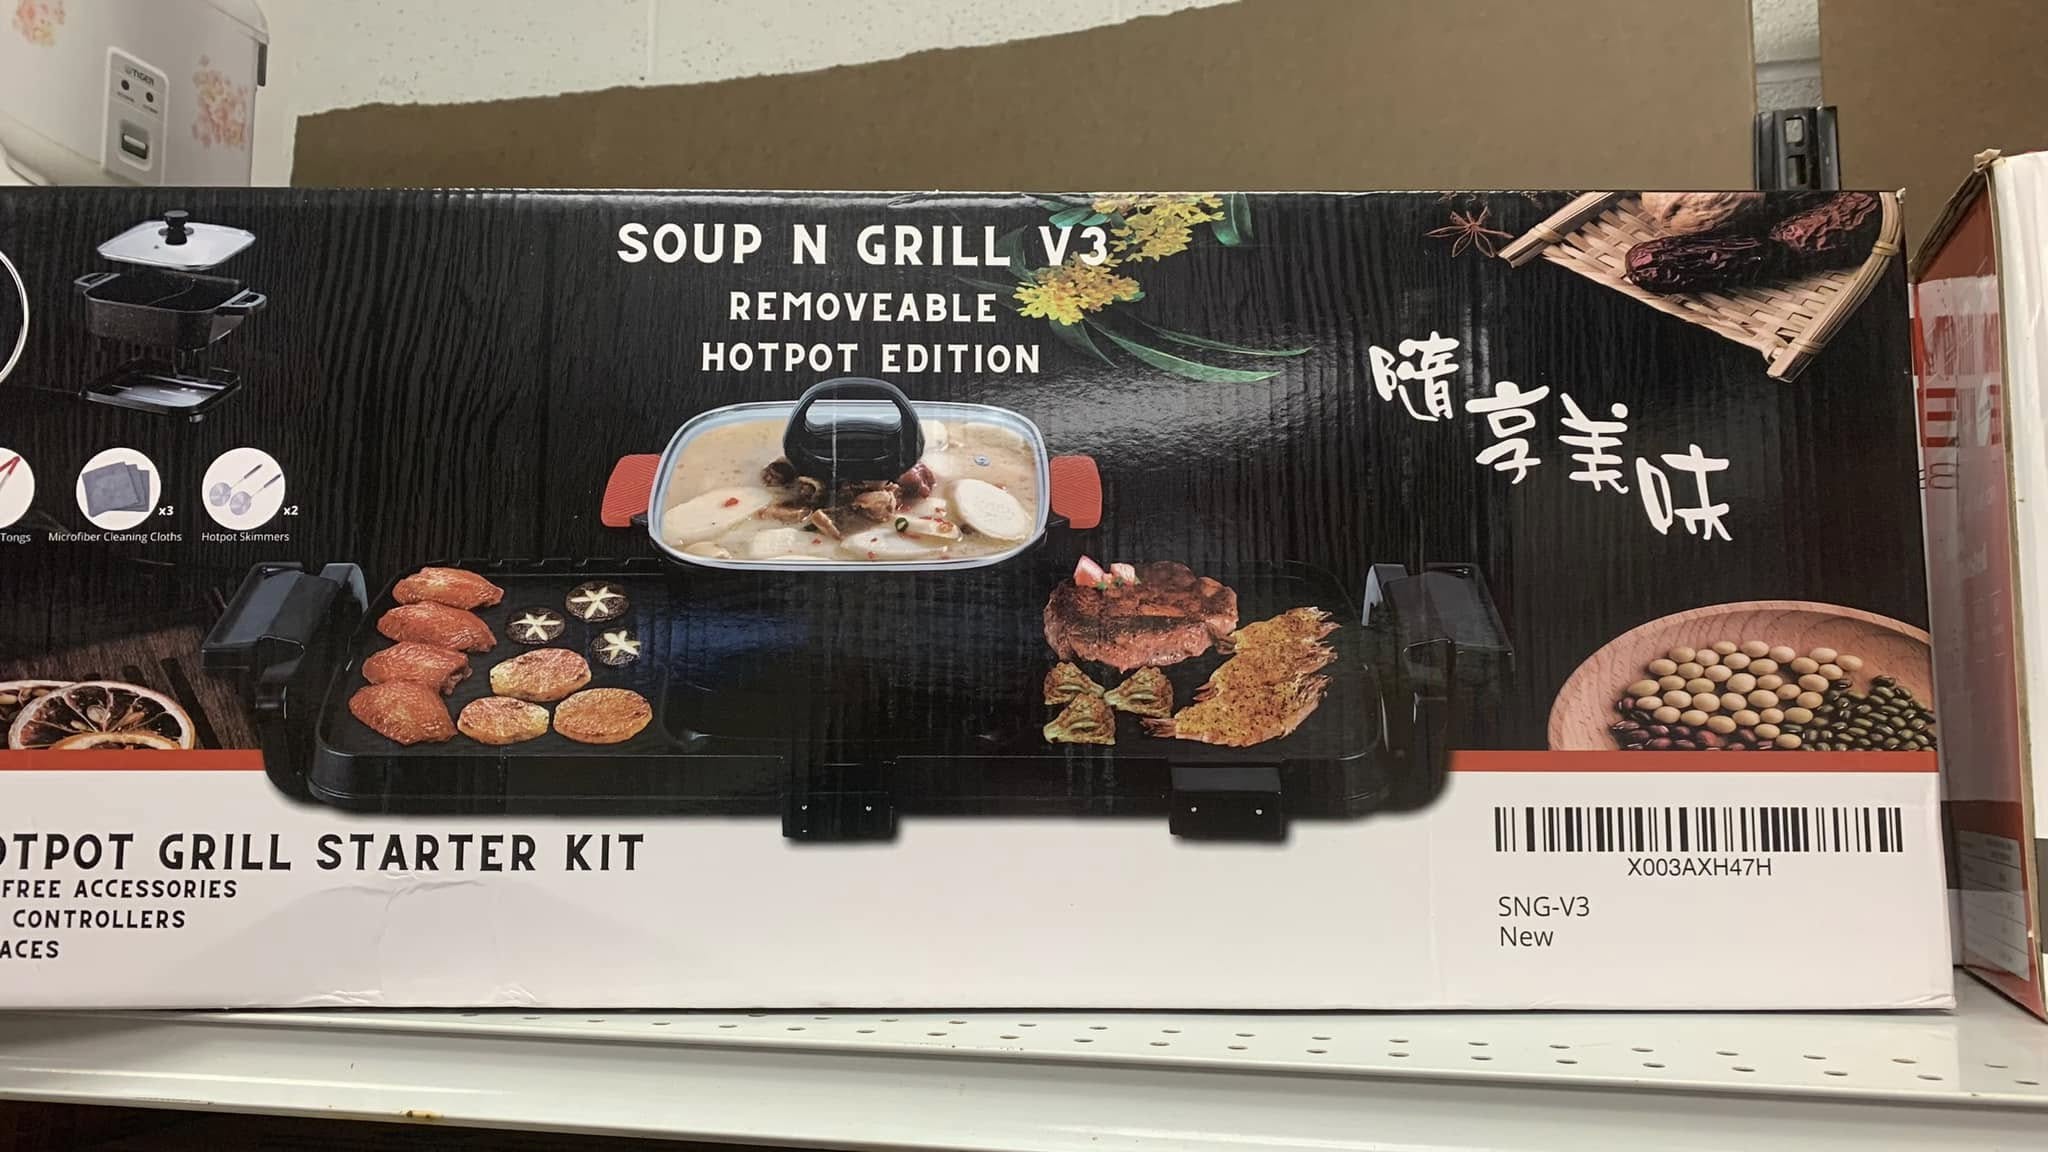 TIGER
SOUP N GRILL V3
REMOVEABLE
HOTPOT EDITION
隨享美味
x3
x2
Tongs
Microfiber Cleaning Cloths
Hotpot Skimmers
OTPOT GRILL STARTER KIT
FREE ACCESSORIES
CONTROLLERS
ACES
X003AXH47H
SNG-V3
New